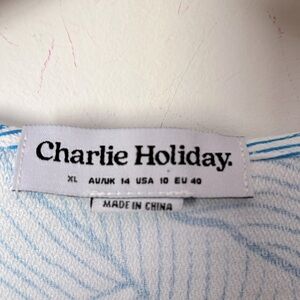 Charlie Holiday.
XL AU/UK 14 USA 10 EU 40
MADE IN CHINA